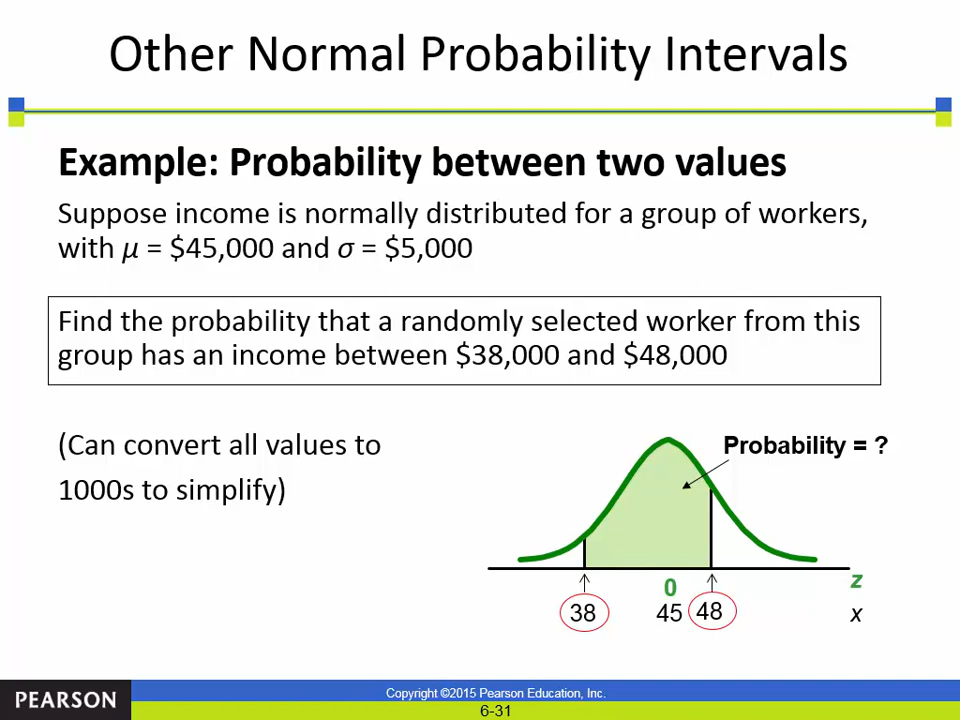 Other Normal Probability Intervals
Example: Probability between two values
Suppose income is normally distributed for a group of workers,
with μ = $45,000 and σ = $5,000
Find the probability that a randomly selected worker from this
group has an income between $38,000 and $48,000
(Can convert all values to
1000s to simplify)
Probability = ?
0 z
38 45 48 x
PEARSON
Copyright ©2015 Pearson Education, Inc.
6-31